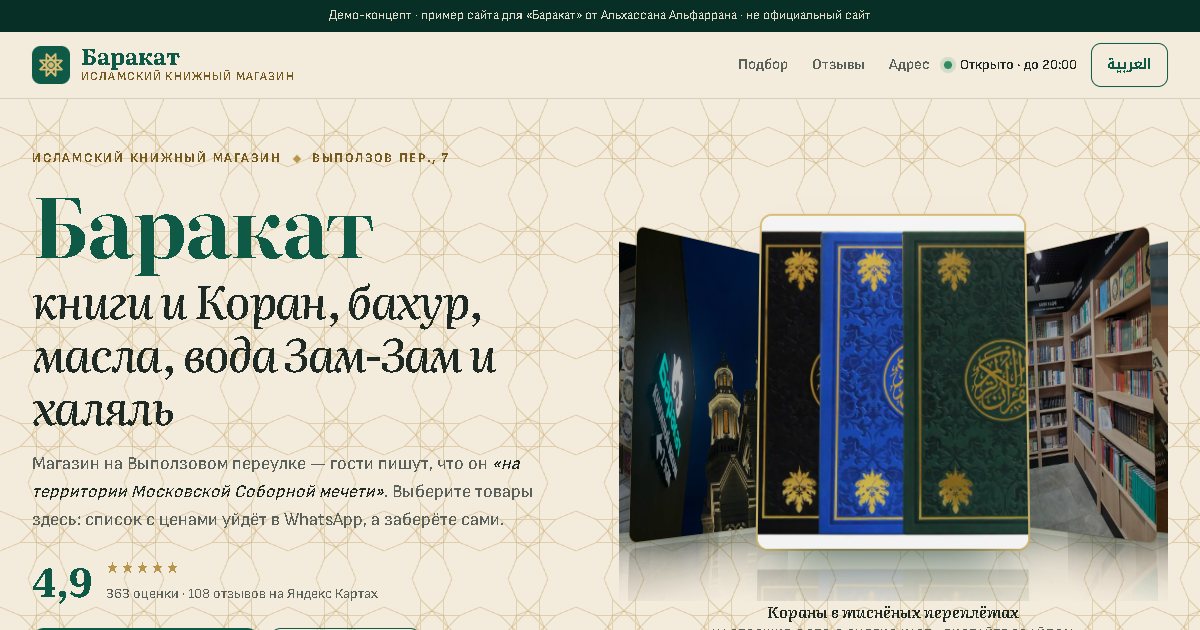 Демо-концепт · пример сайта для «Баракат» от Альхассана Альфаррана · не официальный сайт
Баракат
ИСЛАМСКИЙ КНИЖНЫЙ МАГАЗИН
Подбор
Отзывы
Адрес
Открыто · до 20:00
العربية
ИСЛАМСКИЙ КНИЖНЫЙ МАГАЗИН ◆ ВЫПОЛЗОВ ПЕР., 7
Баракат
книги и Коран, бахур,
масла, вода Зам-Зам и
халяль
Магазин на Выползовом переулке — гости пишут, что он «на
территории Московской Соборной мечети». Выберите товары
здесь: список с ценами уйдёт в WhatsApp, а заберёте сами.
4,9
★★★★★
363 оценки · 108 отзывов на Яндекс Картах
Кораны в тиснёных переплётах